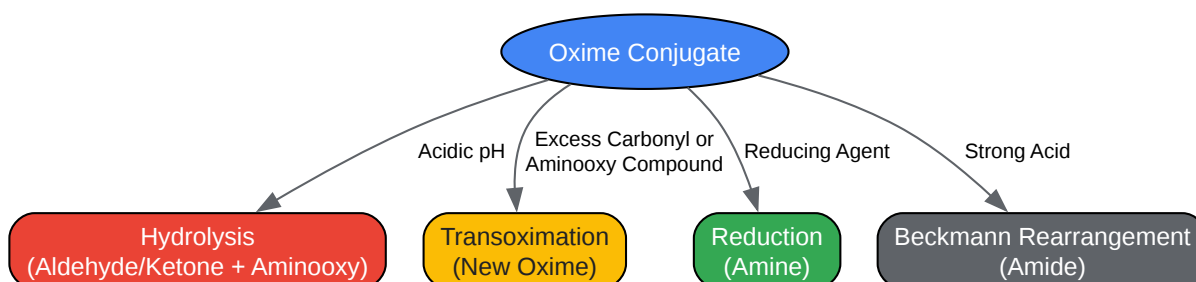 Oxime Conjugate
Acidic pH
Excess Carbonyl or
Aminooxy Compound
Reducing Agent
Strong Acid
Hydrolysis
(Aldehyde/Ketone + Aminooxy)
Transoximation
(New Oxime)
Reduction
(Amine)
Beckmann Rearrangement
(Amide)